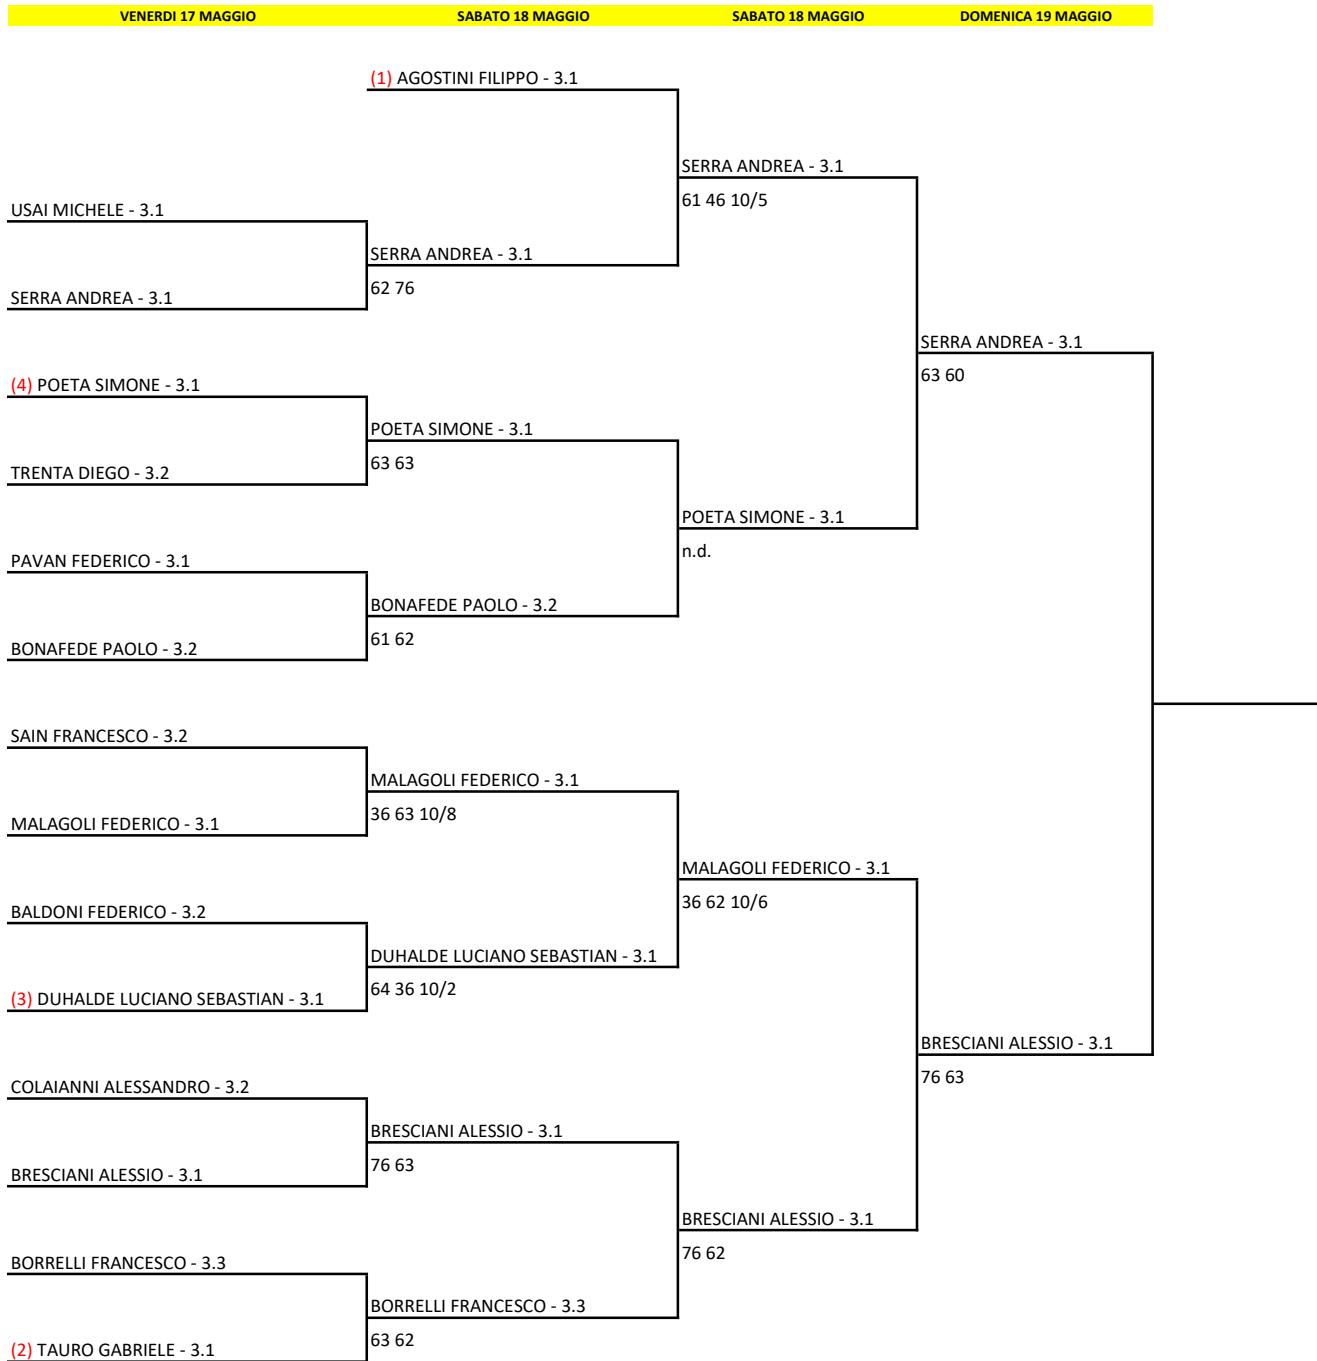 VENERDI 17 MAGGIO SABATO 18 MAGGIO SABATO 18 MAGGIO DOMENICA 19 MAGGIO
(1) AGOSTINI FILIPPO - 3.1
SERRA ANDREA - 3.1
61 46 10/5
USAI MICHELE - 3.1
SERRA ANDREA - 3.1
62 76
SERRA ANDREA - 3.1
SERRA ANDREA - 3.1
63 60
(4) POETA SIMONE - 3.1
POETA SIMONE - 3.1
63 63
TRENTA DIEGO - 3.2
POETA SIMONE - 3.1
n.d.
PAVAN FEDERICO - 3.1
BONAFEDE PAOLO - 3.2
61 62
BONAFEDE PAOLO - 3.2
SAIN FRANCESCO - 3.2
MALAGOLI FEDERICO - 3.1
36 63 10/8
MALAGOLI FEDERICO - 3.1
MALAGOLI FEDERICO - 3.1
36 62 10/6
BALDONI FEDERICO - 3.2
DUHALDE LUCIANO SEBASTIAN - 3.1
64 36 10/2
(3) DUHALDE LUCIANO SEBASTIAN - 3.1
BRESCIANI ALESSIO - 3.1
76 63
COLAIANNI ALESSANDRO - 3.2
BRESCIANI ALESSIO - 3.1
76 63
BRESCIANI ALESSIO - 3.1
BRESCIANI ALESSIO - 3.1
76 62
BORRELLI FRANCESCO - 3.3
BORRELLI FRANCESCO - 3.3
63 62
(2) TAURO GABRIELE - 3.1